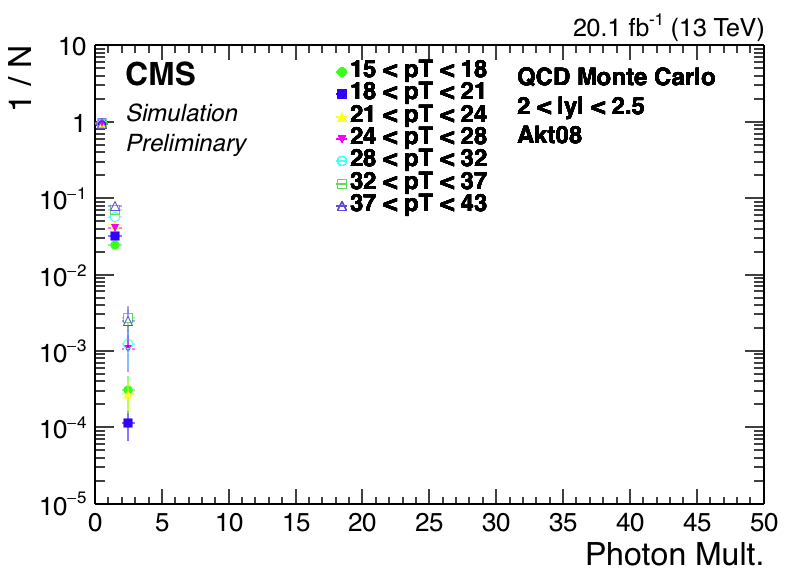 20.1 fb⁻¹ (13 TeV)
1 / N
10
1
10⁻¹
10⁻²
10⁻³
10⁻⁴
10⁻⁵
CMS
Simulation
Preliminary
15 < pT < 18
18 < pT < 21
21 < pT < 24
24 < pT < 28
28 < pT < 32
32 < pT < 37
37 < pT < 43
QCD Monte Carlo
2 < |y| < 2.5
Akt08
0 5 10 15 20 25 30 35 40 45 50
Photon Mult.